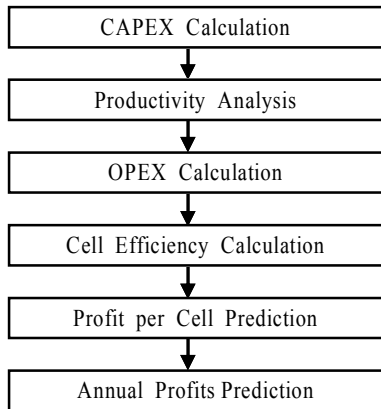 CAPEX Calculation
Productivity Analysis
OPEX Calculation
Cell Efficiency Calculation
Profit per Cell Prediction
Annual Profits Prediction